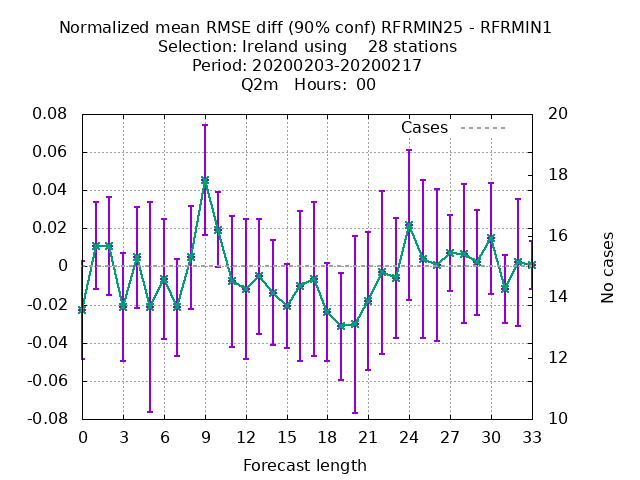 Normalized mean RMSE diff (90% conf) RFRMIN25 - RFRMIN1
Selection: Ireland using    28 stations
Period: 20200203-20200217
Q2m   Hours:  00
Cases
0.08
0.06
0.04
0.02
0
-0.02
-0.04
-0.06
-0.08
20
18
16
14
12
10
No cases
0 3 6 9 12 15 18 21 24 27 30 33
Forecast length